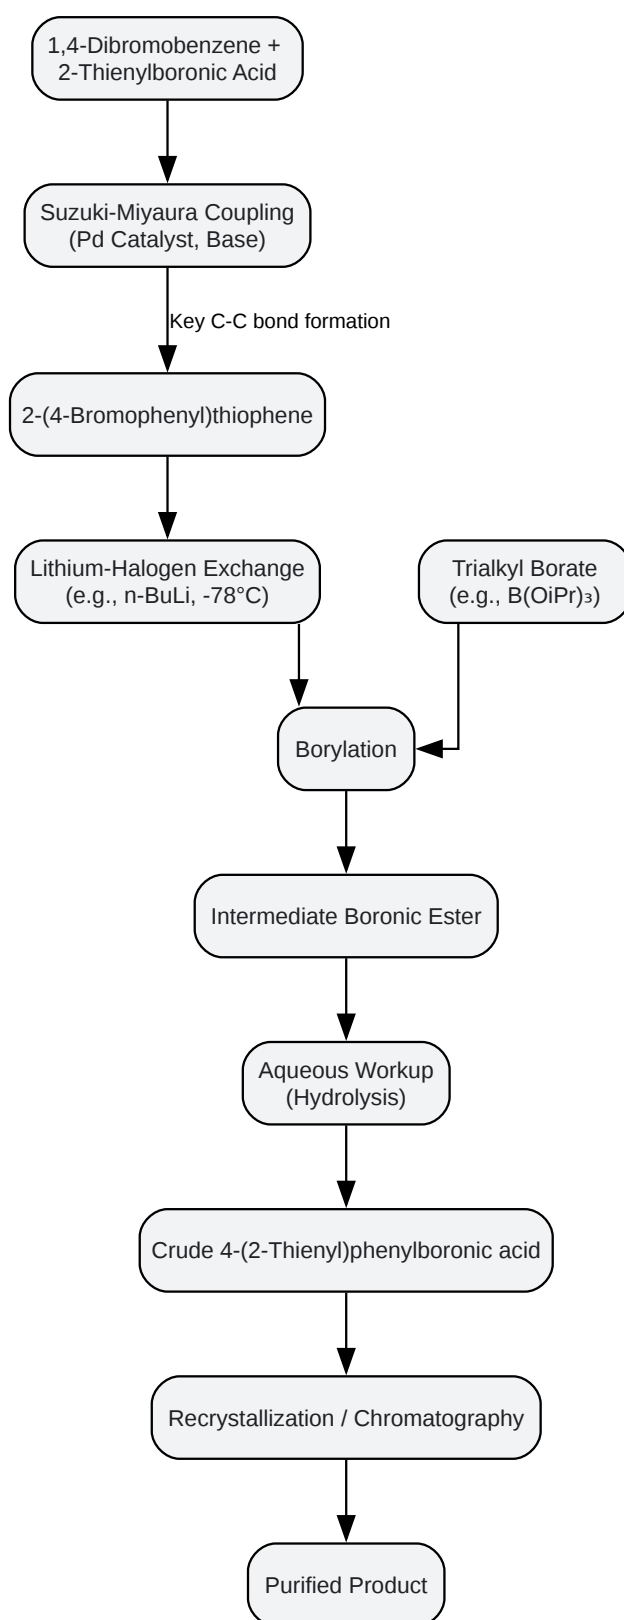 1,4-Dibromobenzene +
2-Thienylboronic Acid
Suzuki-Miyaura Coupling
(Pd Catalyst, Base)
Key C-C bond formation
2-(4-Bromophenyl)thiophene
Lithium-Halogen Exchange
(e.g., n-BuLi, -78°C)
Trialkyl Borate
(e.g., B(OiPr)₃)
Borylation
Intermediate Boronic Ester
Aqueous Workup
(Hydrolysis)
Crude 4-(2-Thienyl)phenylboronic acid
Recrystallization / Chromatography
Purified Product